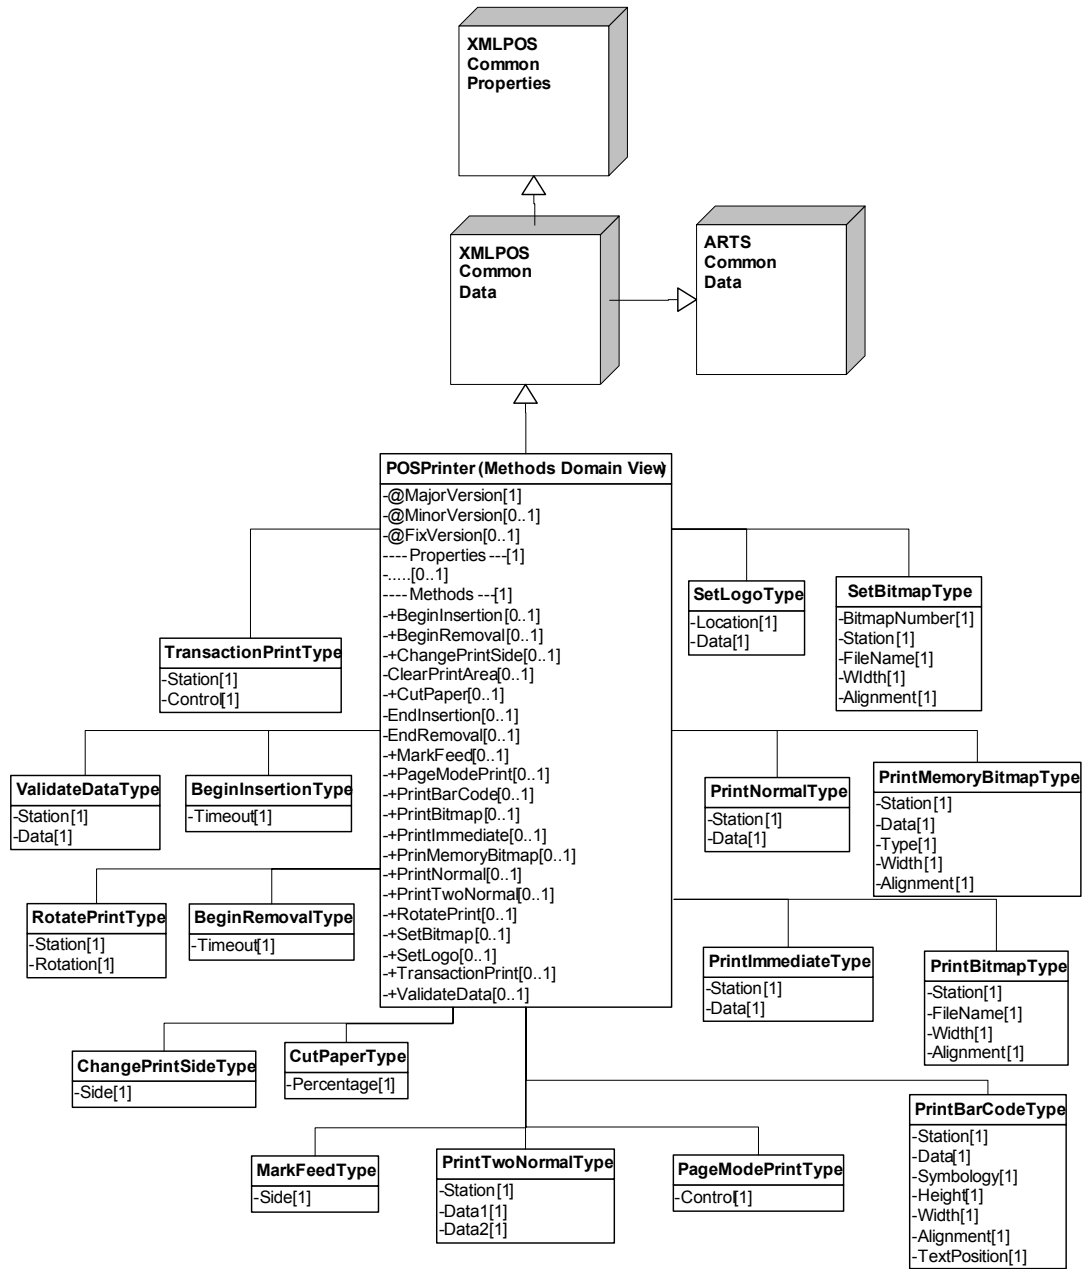 XMLPOS
Common
Properties
XMLPOS
Common
Data
ARTS
Common
Data
POSPrinter (Methods Domain View)
-@MajorVersion[1]
-@MinorVersion[0..1]
-@FixVersion[0..1]
---- Properties ---[1]
-.....[0..1]
---- Methods ---[1]
-+BeginInsertion[0..1]
-+BeginRemoval[0..1]
-+ChangePrintSide[0..1]
-ClearPrintArea[0..1]
-+CutPaper[0..1]
-EndInsertion[0..1]
-EndRemoval[0..1]
-+MarkFeed[0..1]
-+PageModePrint[0..1]
-+PrintBarCode[0..1]
-+PrintBitmap[0..1]
-+PrintImmediate[0..1]
-+PrinMemoryBitmap[0..1]
-+PrintNormal[0..1]
-+PrintTwoNormal[0..1]
-+RotatePrint[0..1]
-+SetBitmap[0..1]
-+SetLogo[0..1]
-+TransactionPrint[0..1]
-+ValidateData[0..1]
TransactionPrintType
-Station[1]
-Control[1]
SetLogoType
-Location[1]
-Data[1]
SetBitmapType
-BitmapNumber[1]
-Station[1]
-FileName[1]
-WIdth[1]
-Alignment[1]
ValidateDataType
-Station[1]
-Data[1]
BeginInsertionType
-Timeout[1]
PrintNormalType
-Station[1]
-Data[1]
PrintMemoryBitmapType
-Station[1]
-Data[1]
-Type[1]
-Width[1]
-Alignment[1]
RotatePrintType
-Station[1]
-Rotation[1]
BeginRemovalType
-Timeout[1]
PrintImmediateType
-Station[1]
-Data[1]
PrintBitmapType
-Station[1]
-FileName[1]
-Width[1]
-Alignment[1]
ChangePrintSideType
-Side[1]
CutPaperType
-Percentage[1]
MarkFeedType
-Side[1]
PrintTwoNormalType
-Station[1]
-Data1[1]
-Data2[1]
PageModePrintType
-Control[1]
PrintBarCodeType
-Station[1]
-Data[1]
-Symbology[1]
-Height[1]
-Width[1]
-Alignment[1]
-TextPosition[1]